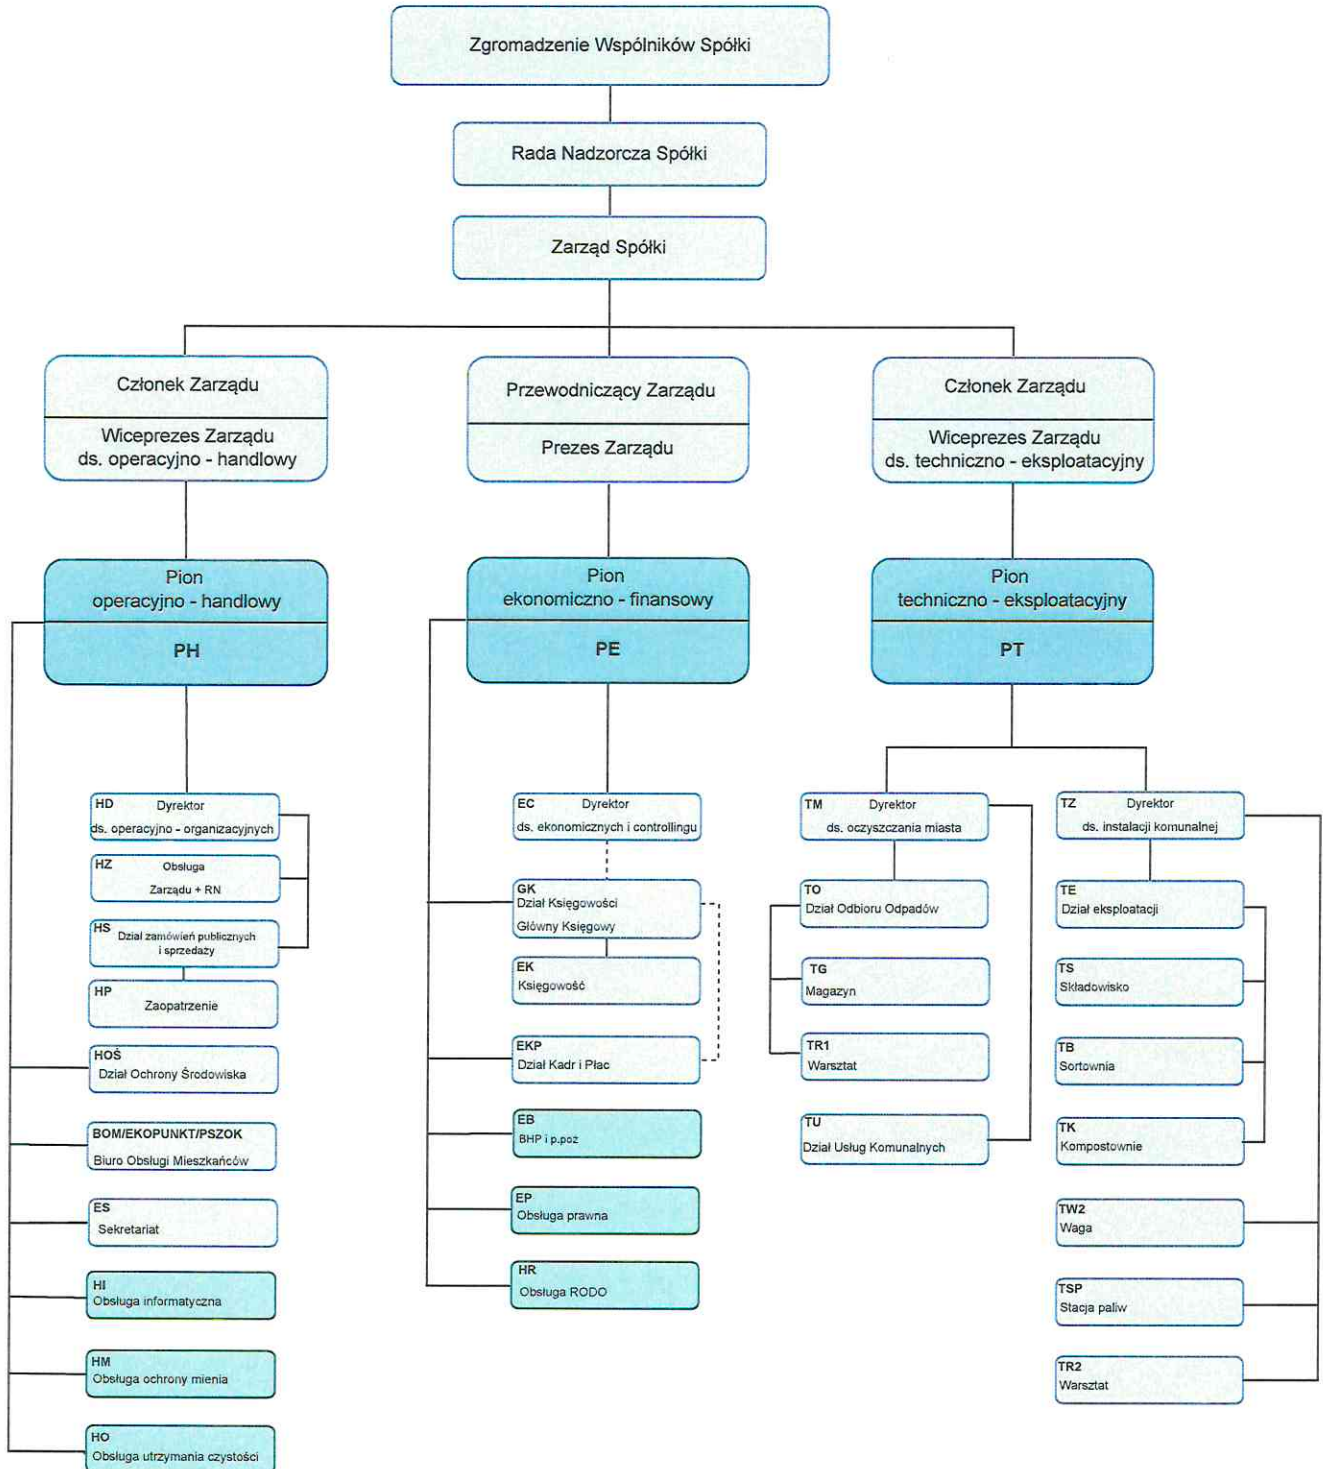 Zgromadzenie Wspólników Spółki
Rada Nadzorcza Spółki
Zarząd Spółki
Członek Zarządu
Wiceprezes Zarządu
ds. operacyjno - handlowy
Przewodniczący Zarządu
Prezes Zarządu
Członek Zarządu
Wiceprezes Zarządu
ds. techniczno - eksploatacyjny
Pion
operacyjno - handlowy
PH
Pion
ekonomiczno - finansowy
PE
Pion
techniczno - eksploatacyjny
PT
HD Dyrektor
ds. operacyjno - organizacyjnych
HZ Obsługa
Zarządu + RN
HS Dział zamówień publicznych
i sprzedaży
HP
Zaopatrzenie
HOŚ
Dział Ochrony Środowiska
BOM/EKOPUNKT/PSZOK
Biuro Obsługi Mieszkańców
ES
Sekretariat
HI
Obsługa informatyczna
HM
Obsługa ochrony mienia
HO
Obsługa utrzymania czystości
EC Dyrektor
ds. ekonomicznych i controllingu
GK
Dział Księgowości
Główny Księgowy
EK
Księgowość
EKP
Dział Kadr i Płac
EB
BHP i p.poż
EP
Obsługa prawna
HR
Obsługa RODO
TM Dyrektor
ds. oczyszczania miasta
TO
Dział Odbioru Odpadów
TG
Magazyn
TR1
Warsztat
TU
Dział Usług Komunalnych
TZ Dyrektor
ds. instalacji komunalnej
TE
Dział eksploatacji
TS
Składowisko
TB
Sortownia
TK
Kompostownie
TW2
Waga
TSP
Stacja paliw
TR2
Warsztat